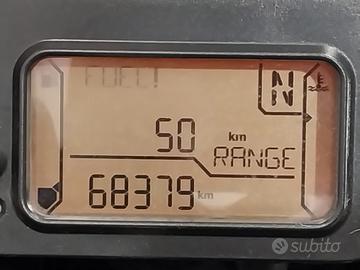 FUEL!
N
50 km
RANGE
68379 km
subito